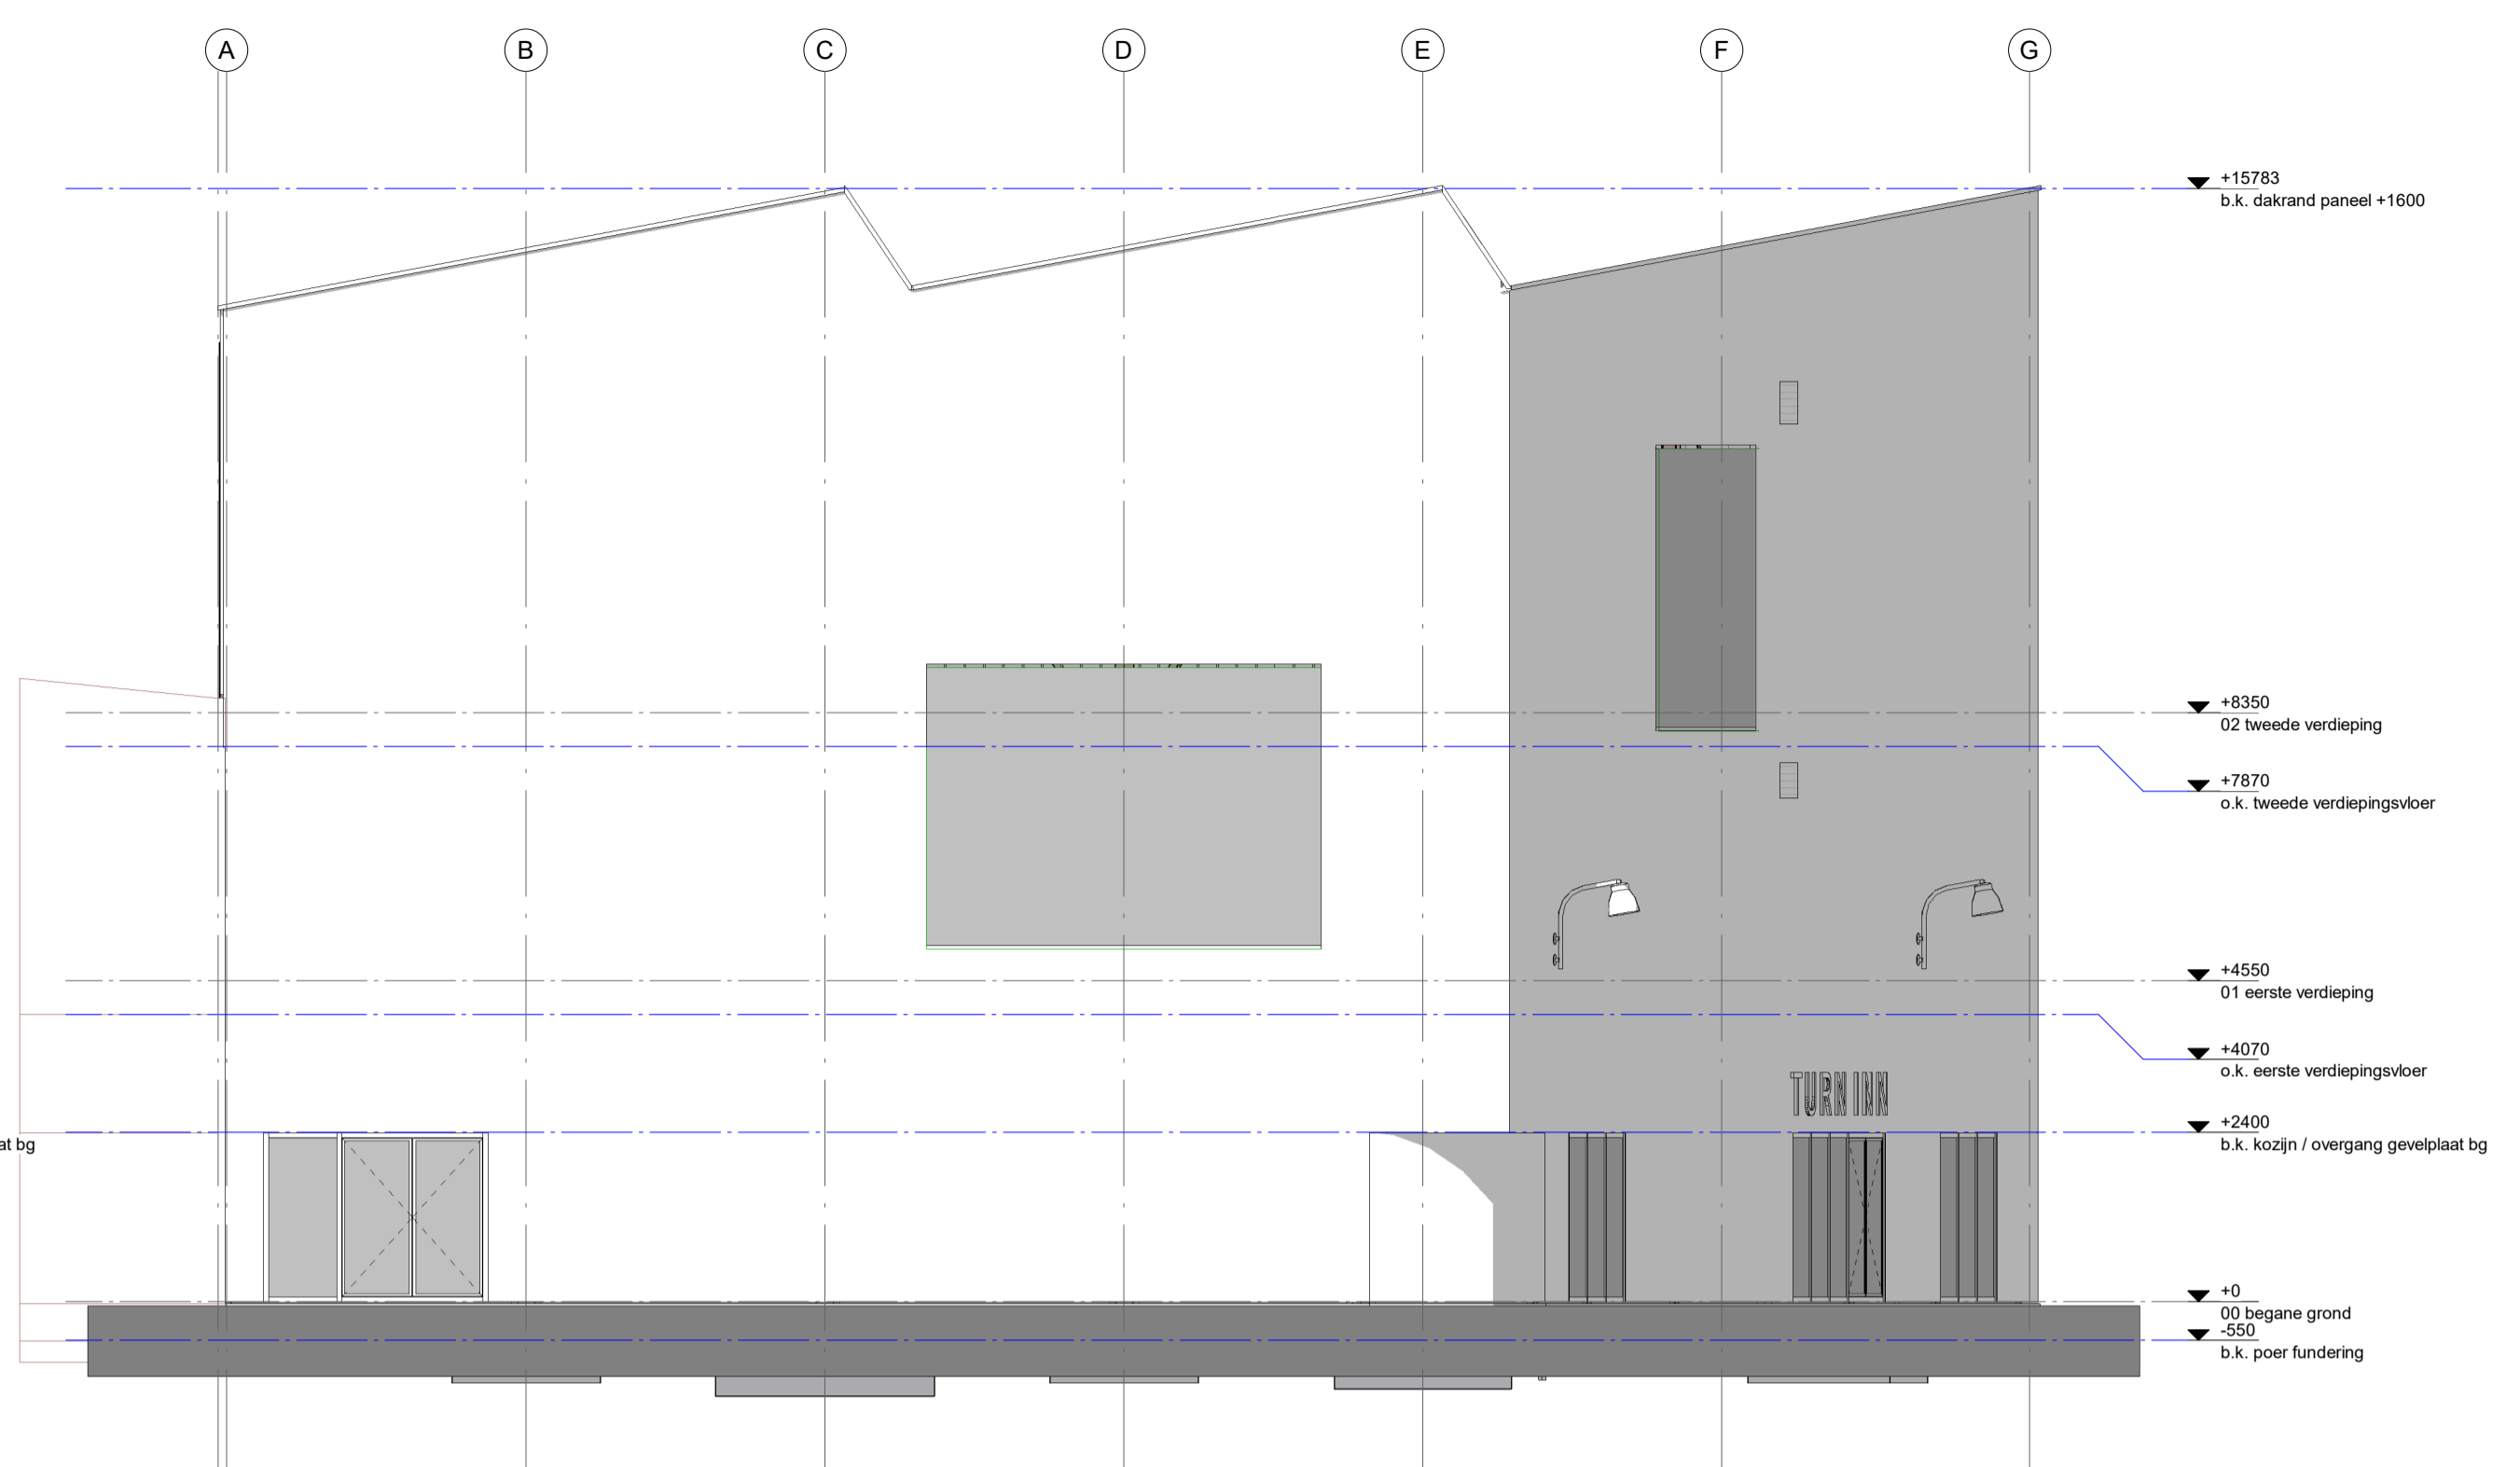 A
B
C
D
E
F
G
+15783
b.k. dakrand paneel +1600
+8350
02 tweede verdieping
+7870
o.k. tweede verdiepingsvloer
+4550
01 eerste verdieping
+4070
o.k. eerste verdiepingsvloer
TURN INN
+2400
b.k. kozijn / overgang gevelplaat bg
at bg
+0
00 begane grond
-550
b.k. poer fundering